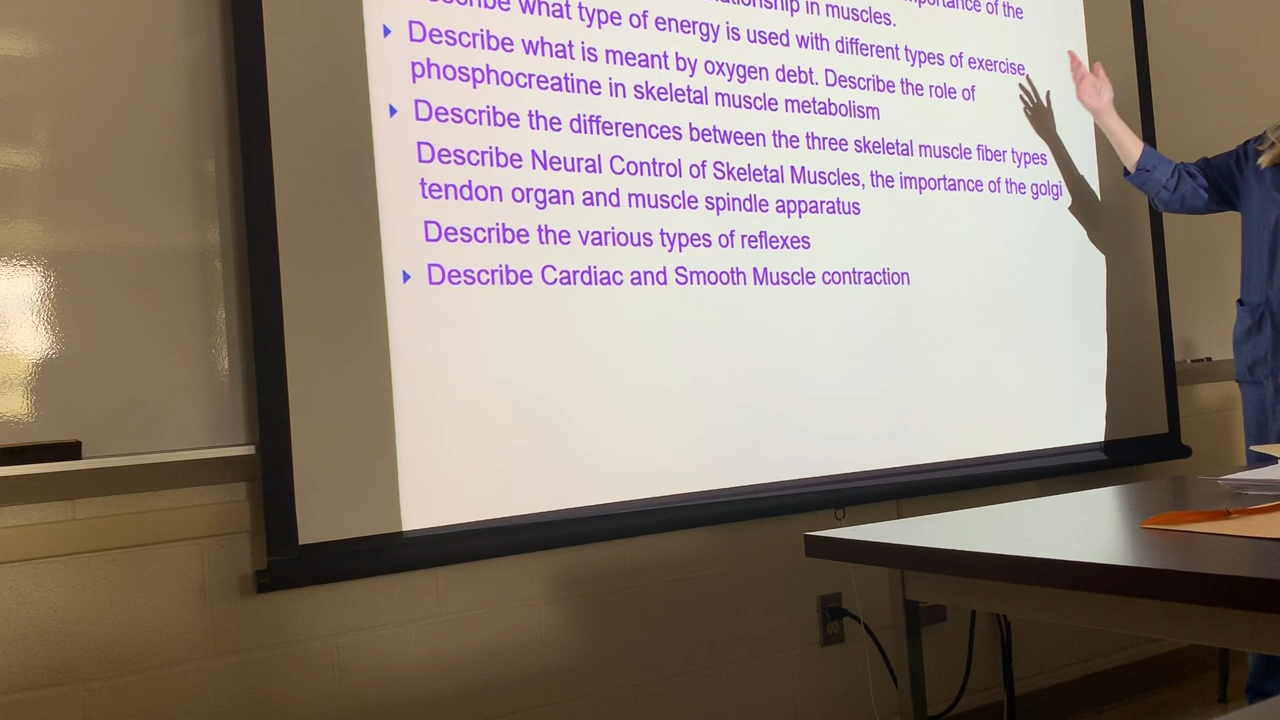 importance of the
in muscles.
what type of energy is used with different types of exercise
Describe what is meant by oxygen debt. Describe the role of
phosphocreatine in skeletal muscle metabolism
Describe the differences between the three skeletal muscle fiber types
Describe Neural Control of Skeletal Muscles, the importance of the golgi
tendon organ and muscle spindle apparatus
Describe the various types of reflexes
Describe Cardiac and Smooth Muscle contraction